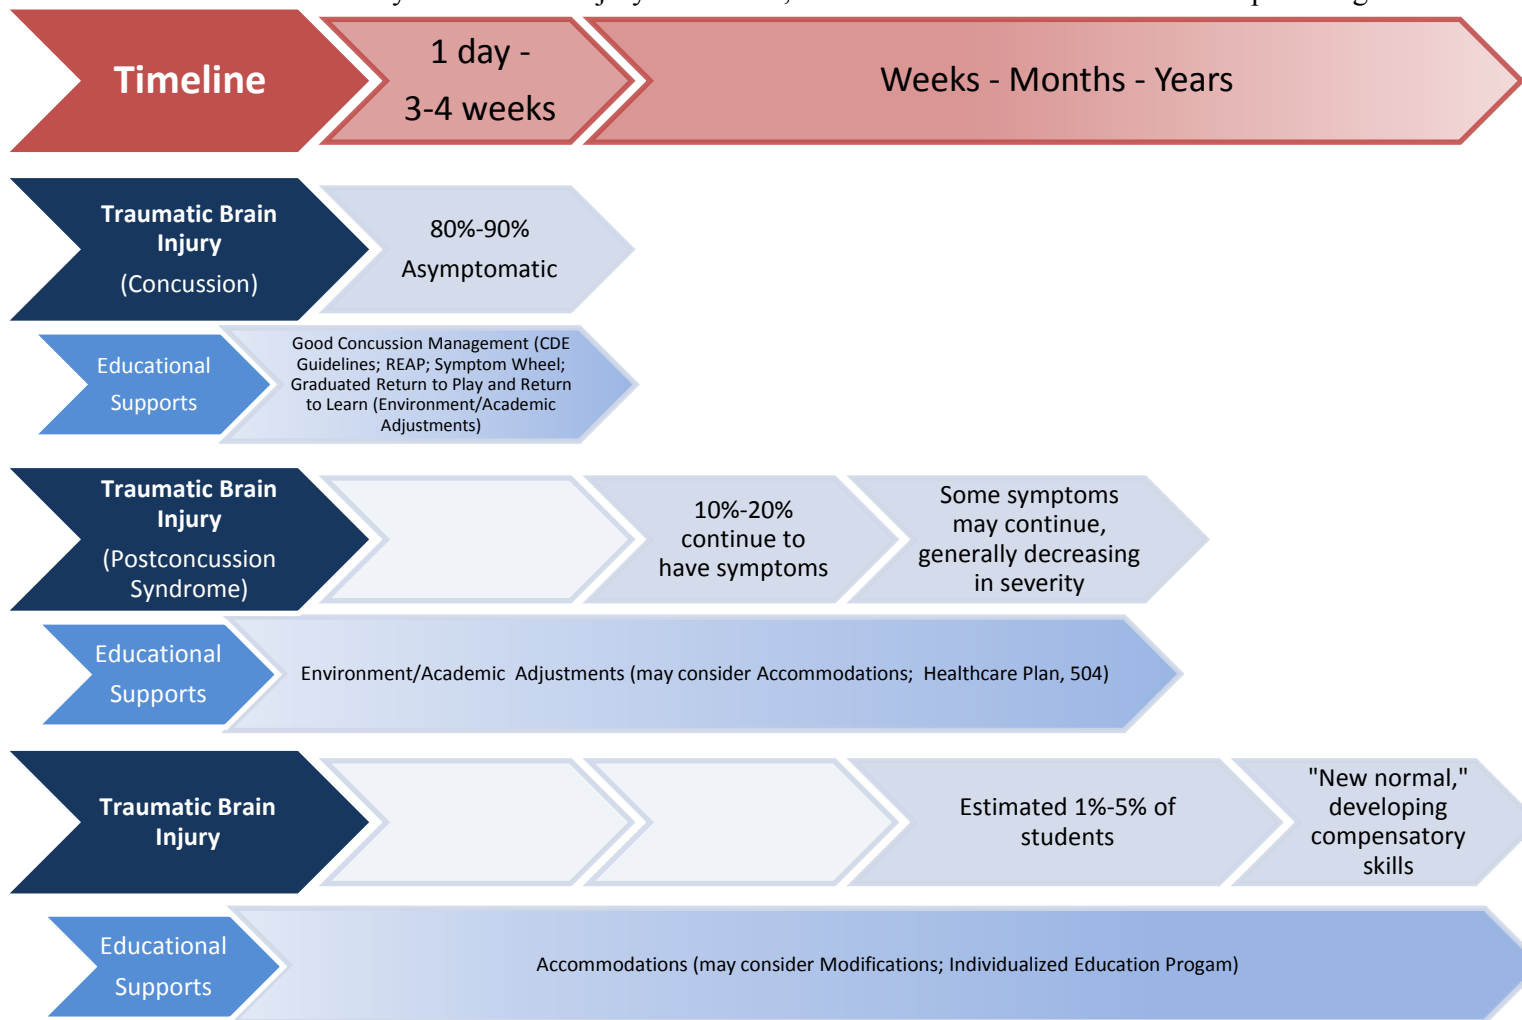 Timeline
1 day -
3-4 weeks
Weeks - Months - Years
Traumatic Brain
Injury
(Concussion)
80%-90%
Asymptomatic
Educational
Supports
Good Concussion Management (CDE
Guidelines; REAP; Symptom Wheel;
Graduated Return to Play and Return
to Learn (Environment/Academic
Adjustments)
Traumatic Brain
Injury
(Postconcussion
Syndrome)
10%-20%
continue to
have symptoms
Some symptoms
may continue,
generally decreasing
in severity
Educational
Supports
Environment/Academic Adjustments (may consider Accommodations; Healthcare Plan, 504)
Traumatic Brain
Injury
Estimated 1%-5% of
students
"New normal,"
developing
compensatory
skills
Educational
Supports
Accommodations (may consider Modifications; Individualized Education Progam)